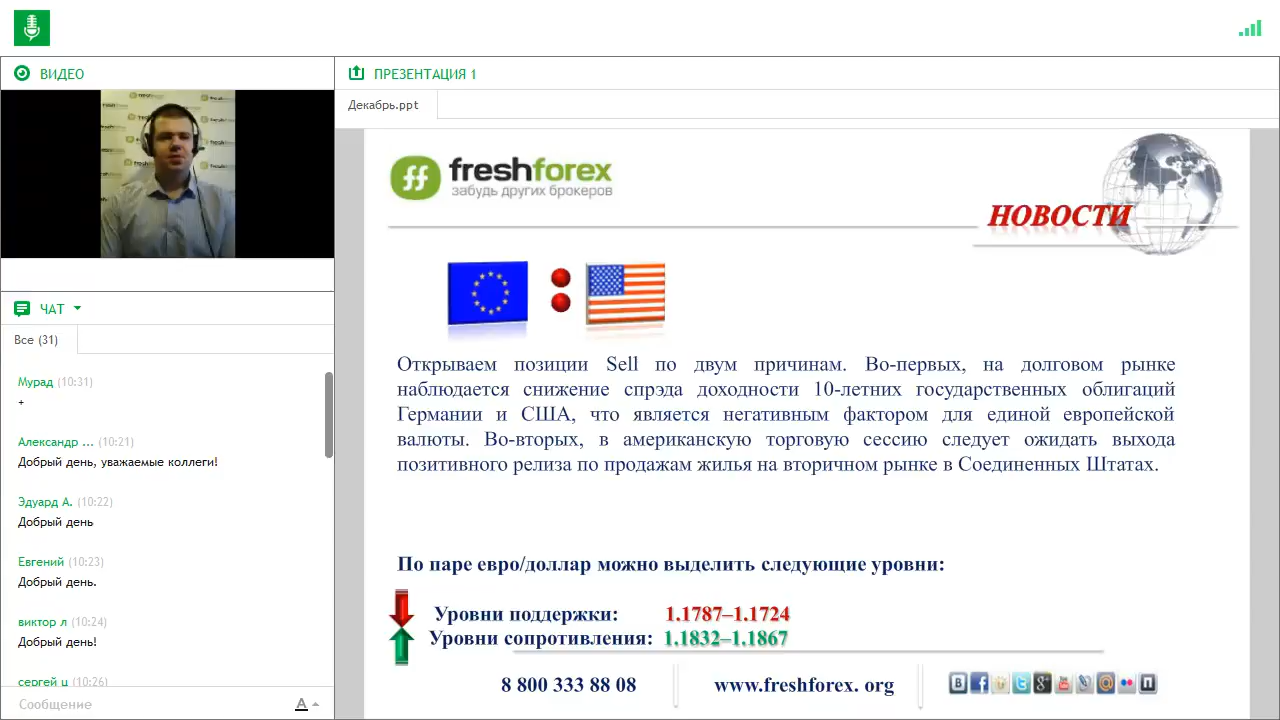 ВИДЕО
ЧАТ
Все (31)
Мурад (10:31)
+
Александр ... (10:21)
Добрый день, уважаемые коллеги!
Эдуард А. (10:22)
Добрый день
Евгений (10:23)
Добрый день.
виктор л (10:24)
Добрый день!
сергей ц (10:26)
Сообщение
A
ПРЕЗЕНТАЦИЯ 1
Декабрь.ppt
ff freshforex
забудь других брокеров
НОВОСТИ
Открываем позиции Sell по двум причинам. Во-первых, на долговом рынке
наблюдается снижение спрэда доходности 10-летних государственных облигаций
Германии и США, что является негативным фактором для единой европейской
валюты. Во-вторых, в американскую торговую сессию следует ожидать выхода
позитивного релиза по продажам жилья на вторичном рынке в Соединенных Штатах.
По паре евро/доллар можно выделить следующие уровни:
Уровни поддержки: 1.1787–1.1724
Уровни сопротивления: 1.1832–1.1867
8 800 333 88 08
www.freshforex. org